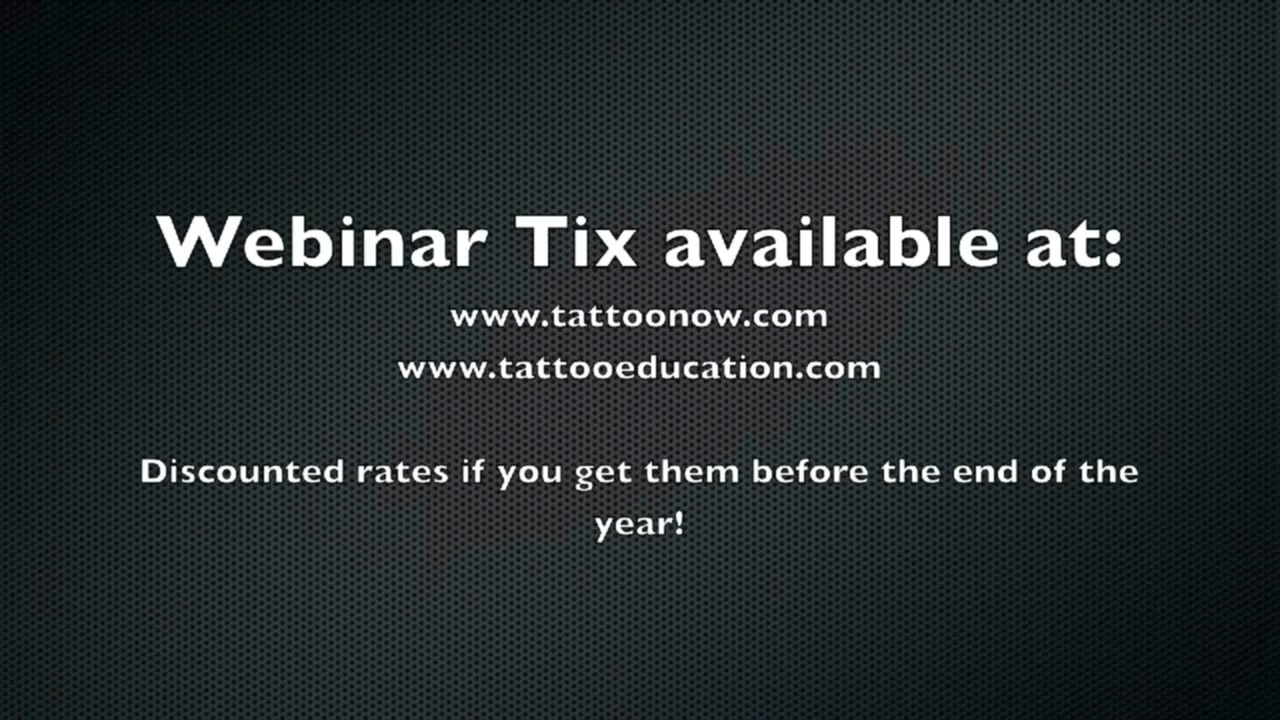 Webinar Tix available at:
www.tattoonow.com
www.tattooeducation.com
Discounted rates if you get them before the end of the
year!